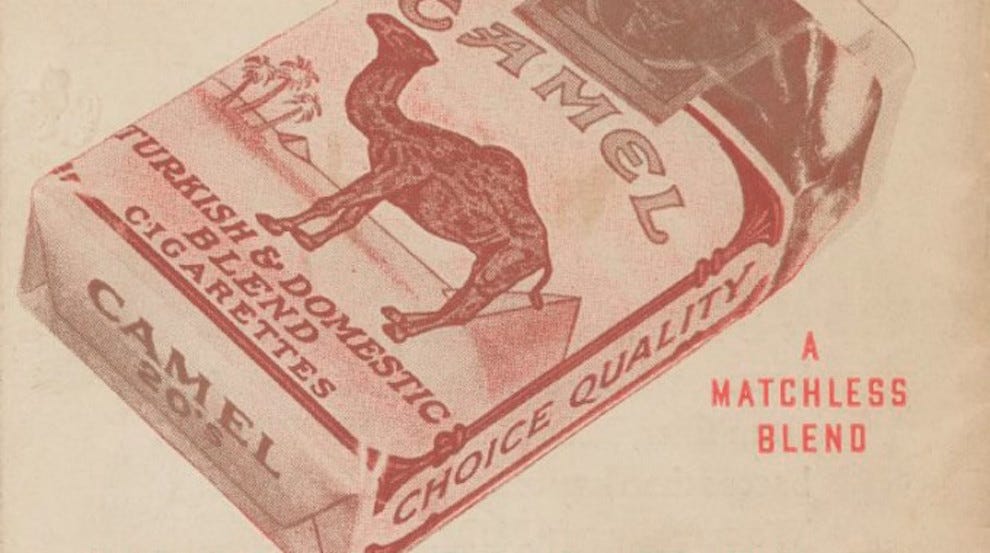 CAMEL
TURKISH & DOMESTIC
BLEND
CIGARETTES
CAMEL
20's
CHOICE QUALITY
A
MATCHLESS
BLEND